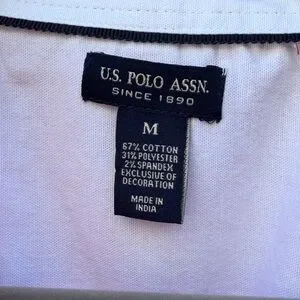 U.S. POLO ASSN.
SINCE 1890
M
67% COTTON
31% POLYESTER
2% SPANDEX
EXCLUSIVE OF
DECORATION
MADE IN
INDIA